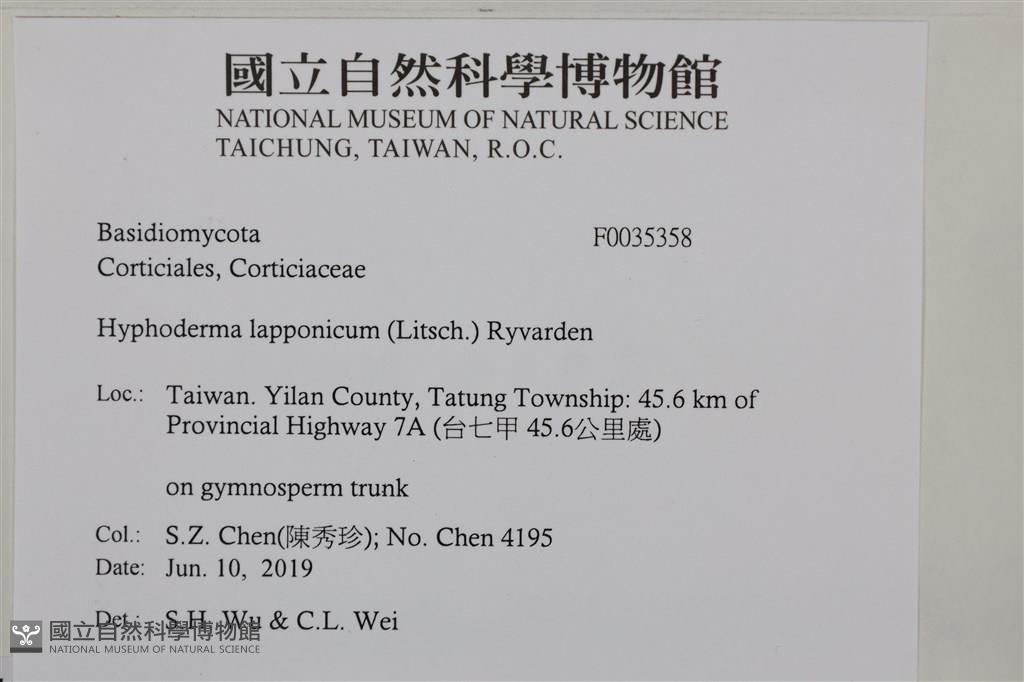 國立自然科學博物館
NATIONAL MUSEUM OF NATURAL SCIENCE
TAICHUNG, TAIWAN, R.O.C.
Basidiomycota F0035358
Corticiales, Corticiaceae
Hyphoderma lapponicum (Litsch.) Ryvarden
Loc.: Taiwan. Yilan County, Tatung Township: 45.6 km of
Provincial Highway 7A (台七甲 45.6公里處)
on gymnosperm trunk
Col.: S.Z. Chen(陳秀珍); No. Chen 4195
Date: Jun. 10, 2019
Det.: S.H. Wu & C.L. Wei
國立自然科學博物館
NATIONAL MUSEUM OF NATURAL SCIENCE